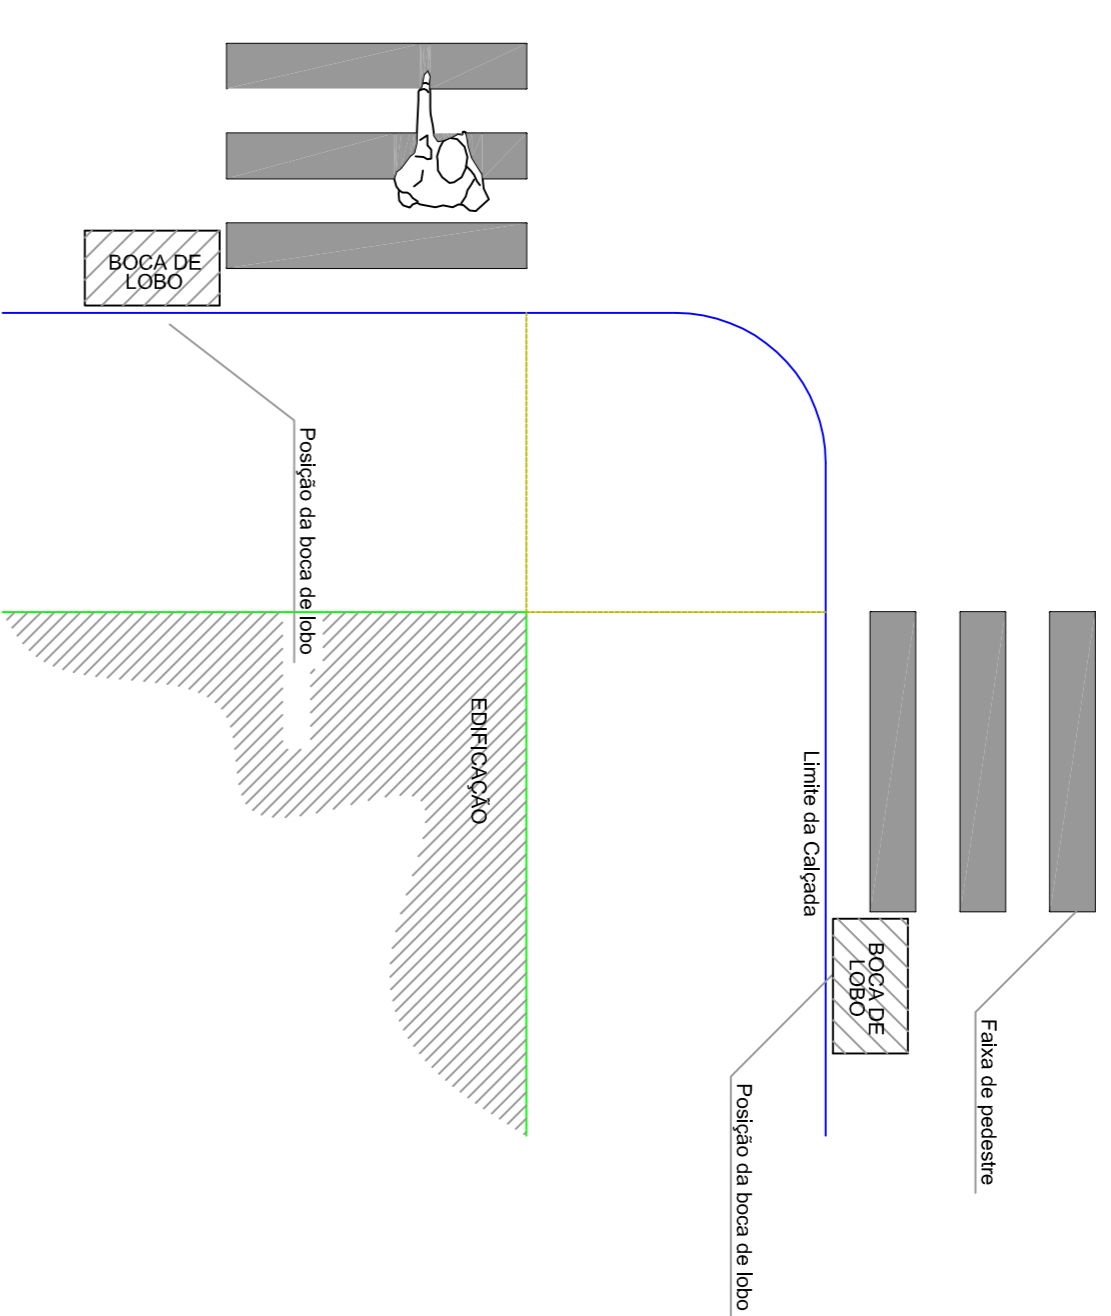 BOCA DE
LOBO
Posição da boca de lobo
EDIFICAÇÃO
Limite da Calçada
BOCA DE
LOBO
Faixa de pedestre
Posição da boca de lobo